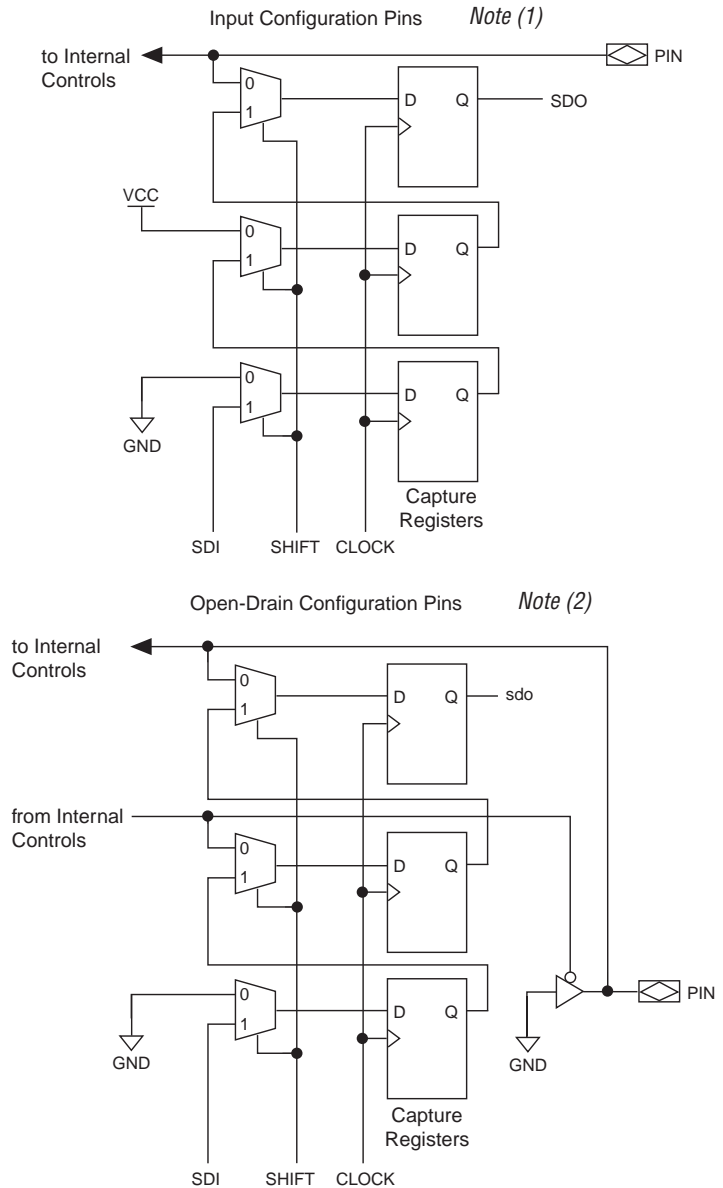 Input Configuration Pins Note (1)
to Internal
Controls
PIN
0
1
D Q
SDO
VCC
0
1
D Q
0
1
D Q
GND
Capture
Registers
SDI SHIFT CLOCK
Open-Drain Configuration Pins Note (2)
to Internal
Controls
0
1
D Q
sdo
from Internal
Controls
0
1
D Q
0
1
D Q
PIN
GND
GND
Capture
Registers
SDI SHIFT CLOCK